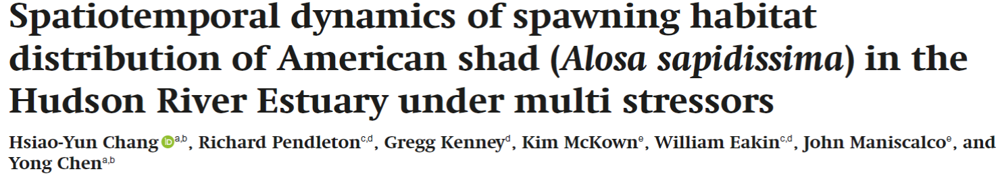 Spatiotemporal dynamics of spawning habitat
distribution of American shad (Alosa sapidissima) in the
Hudson River Estuary under multi stressors
Hsiao-Yun Chang iD a,b, Richard Pendleton c,d, Gregg Kenney d, Kim McKown e, William Eakin c,d, John Maniscalco e, and
Yong Chen a,b